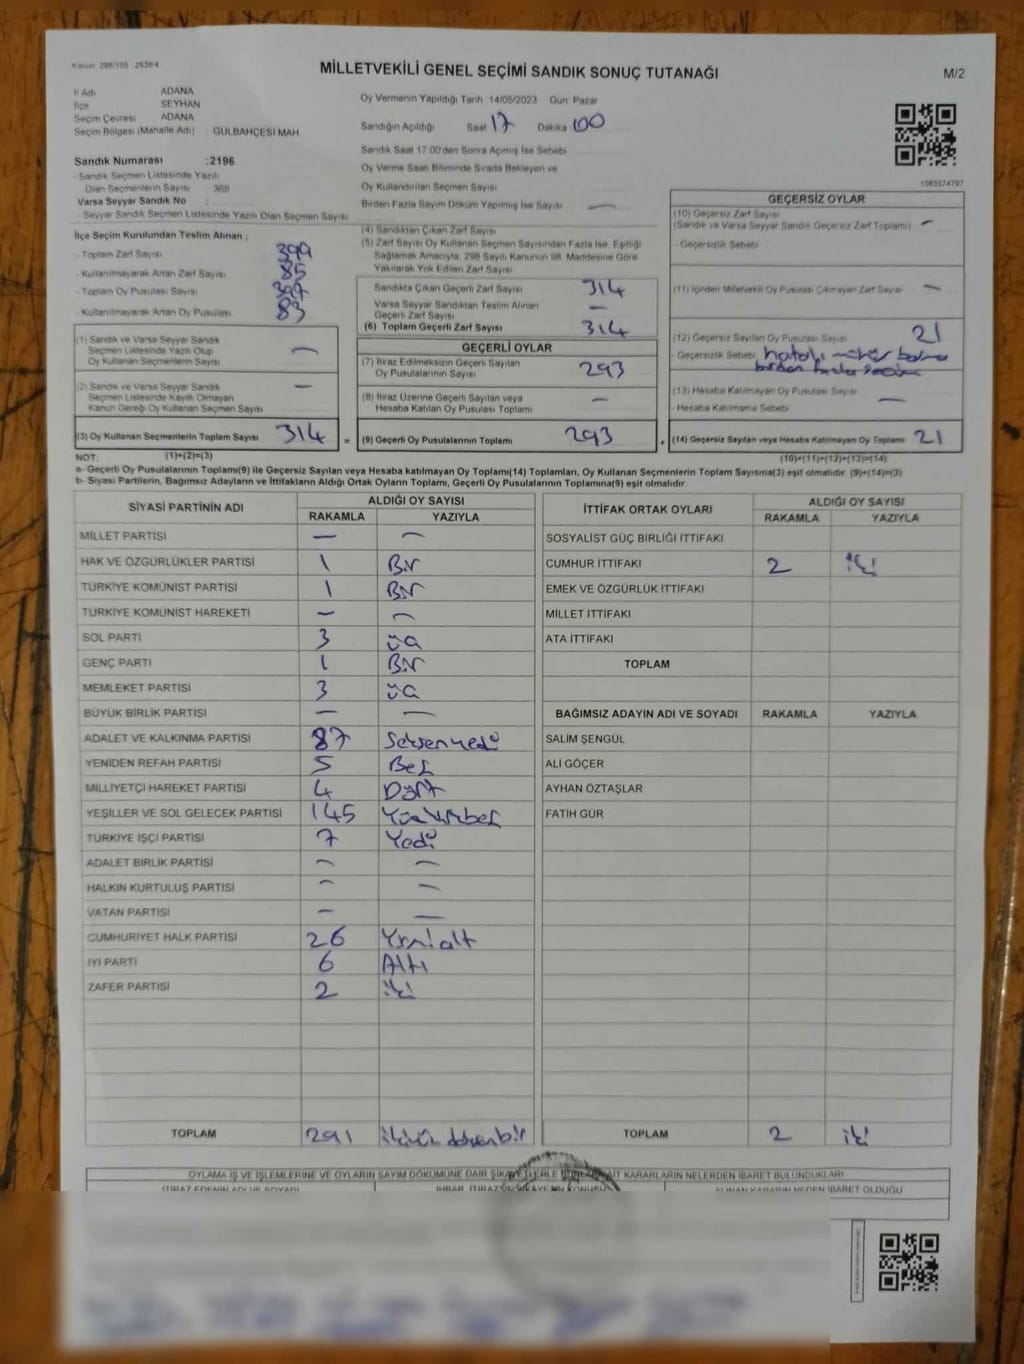 MİLLETVEKİLİ GENEL SEÇİMİ SANDIK SONUÇ TUTANAĞI
M/2
İl Adı ADANA
İlçe SEYHAN
Seçim Çevresi ADANA
Seçim Bölgesi (Mahalle Adı) GÜLBAHÇESİ MAH.
Sandık Numarası :2196
- Sandık Seçmen Listesinde Yazılı
Olan Seçmenlerin Sayısı
Varsa Seyyar Sandık No
- Seyyar Sandık Seçmen Listesinde Yazılı Olan Seçmen Sayısı
İlçe Seçim Kurulundan Teslim Alınan :
- Toplam Zarf Sayısı 399
- Kullanılmayarak Artan Zarf Sayısı 85
- Toplam Oy Pusulası Sayısı 397
- Kullanılmayarak Artan Oy Pusulası 83
(1) Sandık ve Varsa Seyyar Sandık
Seçmen Listesinde Yazılı Olup
Oy Kullanan Seçmenlerin Sayısı —
(2) Sandık ve Varsa Seyyar Sandık
Seçmen Listesinde Kayıtlı Olmayan
Kanun Gereği Oy Kullanan Seçmen Sayısı —
(3) Oy Kullanan Seçmenlerin Toplam Sayısı 314 =
(1)+(2)=(3)
Oy Vermenin Yapıldığı Tarih 14/05/2023 Gün: Pazar
Sandığın Açıldığı Saat 17 Dakika 00
Sandık Saat 17.00'den Sonra Açılmış İse Sebebi
Oy Verme Saati Bitiminde Sırada Bekleyen ve
Oy Kullandırılan Seçmen Sayısı
Birden Fazla Sayım Döküm Yapılmış İse Sayısı —
(4) Sandıktan Çıkan Zarf Sayısı
(5) Zarf Sayısı Oy Kullanan Seçmen Sayısından Fazla İse, Eşitliği
Sağlamak Amacıyla, 298 Sayılı Kanunun 98. Maddesine Göre
Yakılarak Yok Edilen Zarf Sayısı
Sandıkta Çıkan Geçerli Zarf Sayısı 314
Varsa Seyyar Sandıktan Teslim Alınan
Geçerli Zarf Sayısı —
(6) Toplam Geçerli Zarf Sayısı 314
GEÇERLİ OYLAR
(7) İtiraz Edilmeksizin Geçerli Sayılan
Oy Pusulalarının Sayısı 293
(8) İtiraz Üzerine Geçerli Sayılan veya
Hesaba Katılan Oy Pusulası Toplamı —
(9) Geçerli Oy Pusulalarının Toplamı 293 +
1083574797
GEÇERSİZ OYLAR
(10) Geçersiz Zarf Sayısı
(Sandık ve Varsa Seyyar Sandık Geçersiz Zarf Toplamı) —
- Geçersizlik Sebebi
(11) İçinden Milletvekili Oy Pusulası Çıkmayan Zarf Sayısı —
(12) Geçersiz Sayılan Oy Pusulası Sayısı 21
- Geçersizlik Sebebi hatalı mühür basma
birden fazla
(13) Hesaba Katılmayan Oy Pusulası Sayısı —
- Hesaba Katılmama Sebebi
(14) Geçersiz Sayılan veya Hesaba Katılmayan Oy Toplamı 21
(10)+(11)+(12)+(13)=(14)
NOT:
a- Geçerli Oy Pusulalarının Toplamı(9) ile Geçersiz Sayılan veya Hesaba katılmayan Oy Toplamı(14) Toplamları, Oy Kullanan Seçmenlerin Toplam Sayısına(3) eşit olmalıdır. (9)+(14)=(3)
b- Siyasi Partilerin, Bağımsız Adayların ve İttifakların Aldığı Ortak Oyların Toplamı, Geçerli Oy Pusulalarının Toplamına(9) eşit olmalıdır.
SİYASİ PARTİNİN ADI ALDIĞI OY SAYISI
RAKAMLA YAZIYLA
MİLLET PARTİSİ — —
HAK VE ÖZGÜRLÜKLER PARTİSİ 1 Bir
TÜRKİYE KOMÜNİST PARTİSİ 1 Bir
TÜRKİYE KOMÜNİST HAREKETİ — —
SOL PARTİ 3 üç
GENÇ PARTİ 1 Bir
MEMLEKET PARTİSİ 3 üç
BÜYÜK BİRLİK PARTİSİ — —
ADALET VE KALKINMA PARTİSİ 87 Seksenyedi
YENİDEN REFAH PARTİSİ 5 Beş
MİLLİYETÇİ HAREKET PARTİSİ 4 Dört
YEŞİLLER VE SOL GELECEK PARTİSİ 145 Yüzkırkbeş
TÜRKİYE İŞÇİ PARTİSİ 7 Yedi
ADALET BİRLİK PARTİSİ — —
HALKIN KURTULUŞ PARTİSİ — —
VATAN PARTİSİ — —
CUMHURİYET HALK PARTİSİ 26 Yirmialtı
İYİ PARTİ 6 Altı
ZAFER PARTİSİ 2 iki
TOPLAM 291 ikiyüz doksanbir
İTTİFAK ORTAK OYLARI ALDIĞI OY SAYISI
RAKAMLA YAZIYLA
SOSYALİST GÜÇ BİRLİĞİ İTTİFAKI
CUMHUR İTTİFAKI 2 iki
EMEK VE ÖZGÜRLÜK İTTİFAKI
MİLLET İTTİFAKI
ATA İTTİFAKI
TOPLAM
BAĞIMSIZ ADAYIN ADI VE SOYADI RAKAMLA YAZIYLA
SALİM ŞENGÜL
ALİ GÖÇER
AYHAN ÖZTAŞLAR
FATİH GÜR
TOPLAM 2 iki
OYLAMA İŞ VE İŞLEMLERİNE VE OYLARIN SAYIM DÖKÜMÜNE DAİR ŞİKAYETLERLE BUNLARA AİT KARARLARIN NELERDEN İBARET BULUNDUKLARI
İTİRAZ EDENİN ADI VE SOYADI İHBAR, İTİRAZ ŞİKAYETİN KONUSU ALINAN KARARIN NEDEN İBARET OLDUĞU